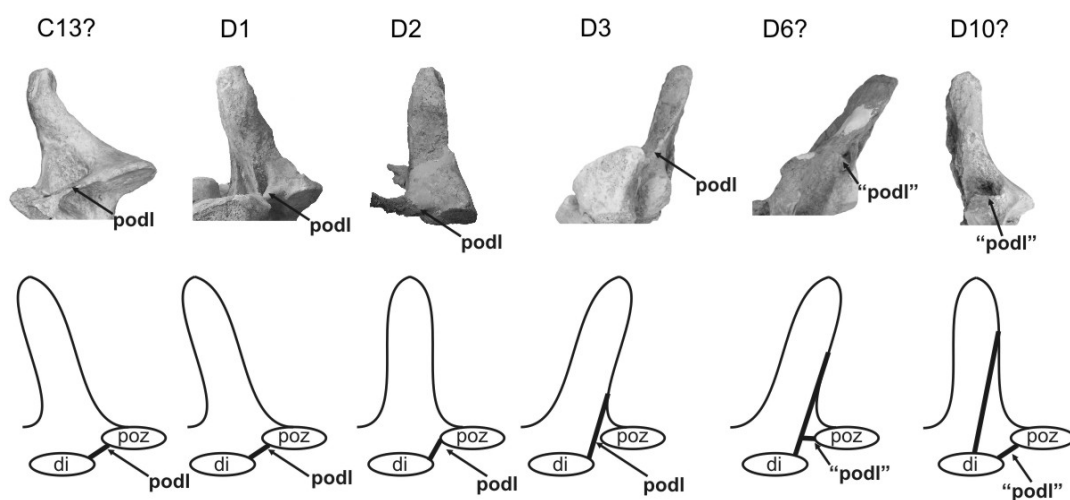 C13? D1 D2 D3 D6? D10?
podl podl podl podl “podl” “podl”
di poz podl
di poz podl
di poz podl
di poz podl
di poz “podl”
di poz “podl”